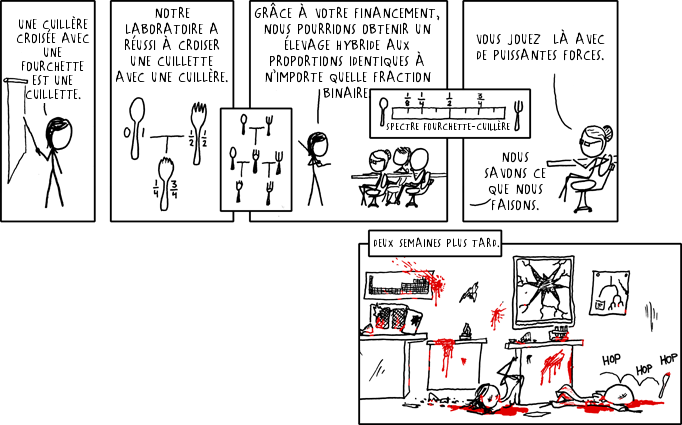 UNE CUILLÈRE
CROISÉE AVEC
UNE
FOURCHETTE
EST UNE
CUILLETTE.
NOTRE
LABORATOIRE A
RÉUSSI À CROISER
UNE CUILLETTE
AVEC UNE CUILLÈRE.
0 1
1/2 1/2
1/4 3/4
GRÂCE À VOTRE FINANCEMENT,
NOUS POURRIONS OBTENIR UN
ÉLEVAGE HYBRIDE AUX
PROPORTIONS IDENTIQUES À
N'IMPORTE QUELLE FRACTION
BINAIRE.
1/8 1/4 1/2 3/4
SPECTRE FOURCHETTE-CUILLÈRE
VOUS JOUEZ LÀ AVEC
DE PUISSANTES FORCES.
NOUS
SAVONS CE
QUE NOUS
FAISONS.
DEUX SEMAINES PLUS TARD.
HOP
HOP
HOP